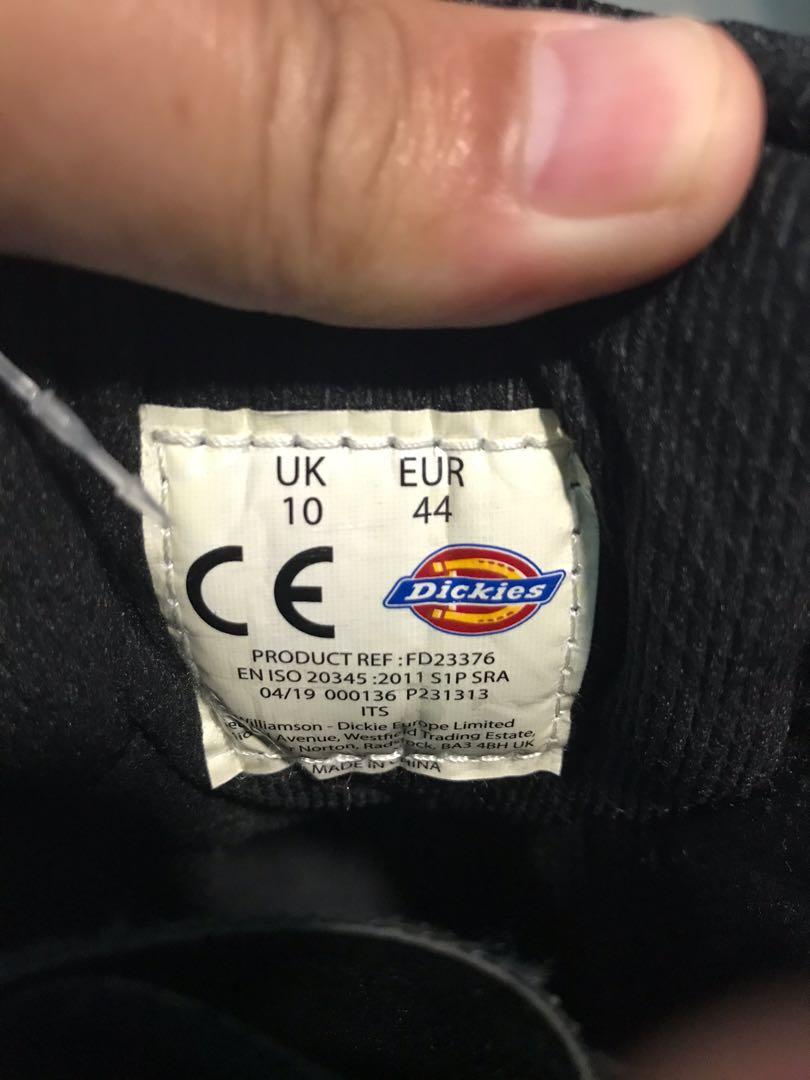 UK EUR
10 44
CE Dickies
PRODUCT REF : FD23376
EN ISO 20345 :2011 S1P SRA
04/19 000136 P231313
ITS
Williamson - Dickie Europe Limited
Avenue, Westfield Trading Estate,
Norton, Radstock, BA3 4BH UK
MADE IN CHINA